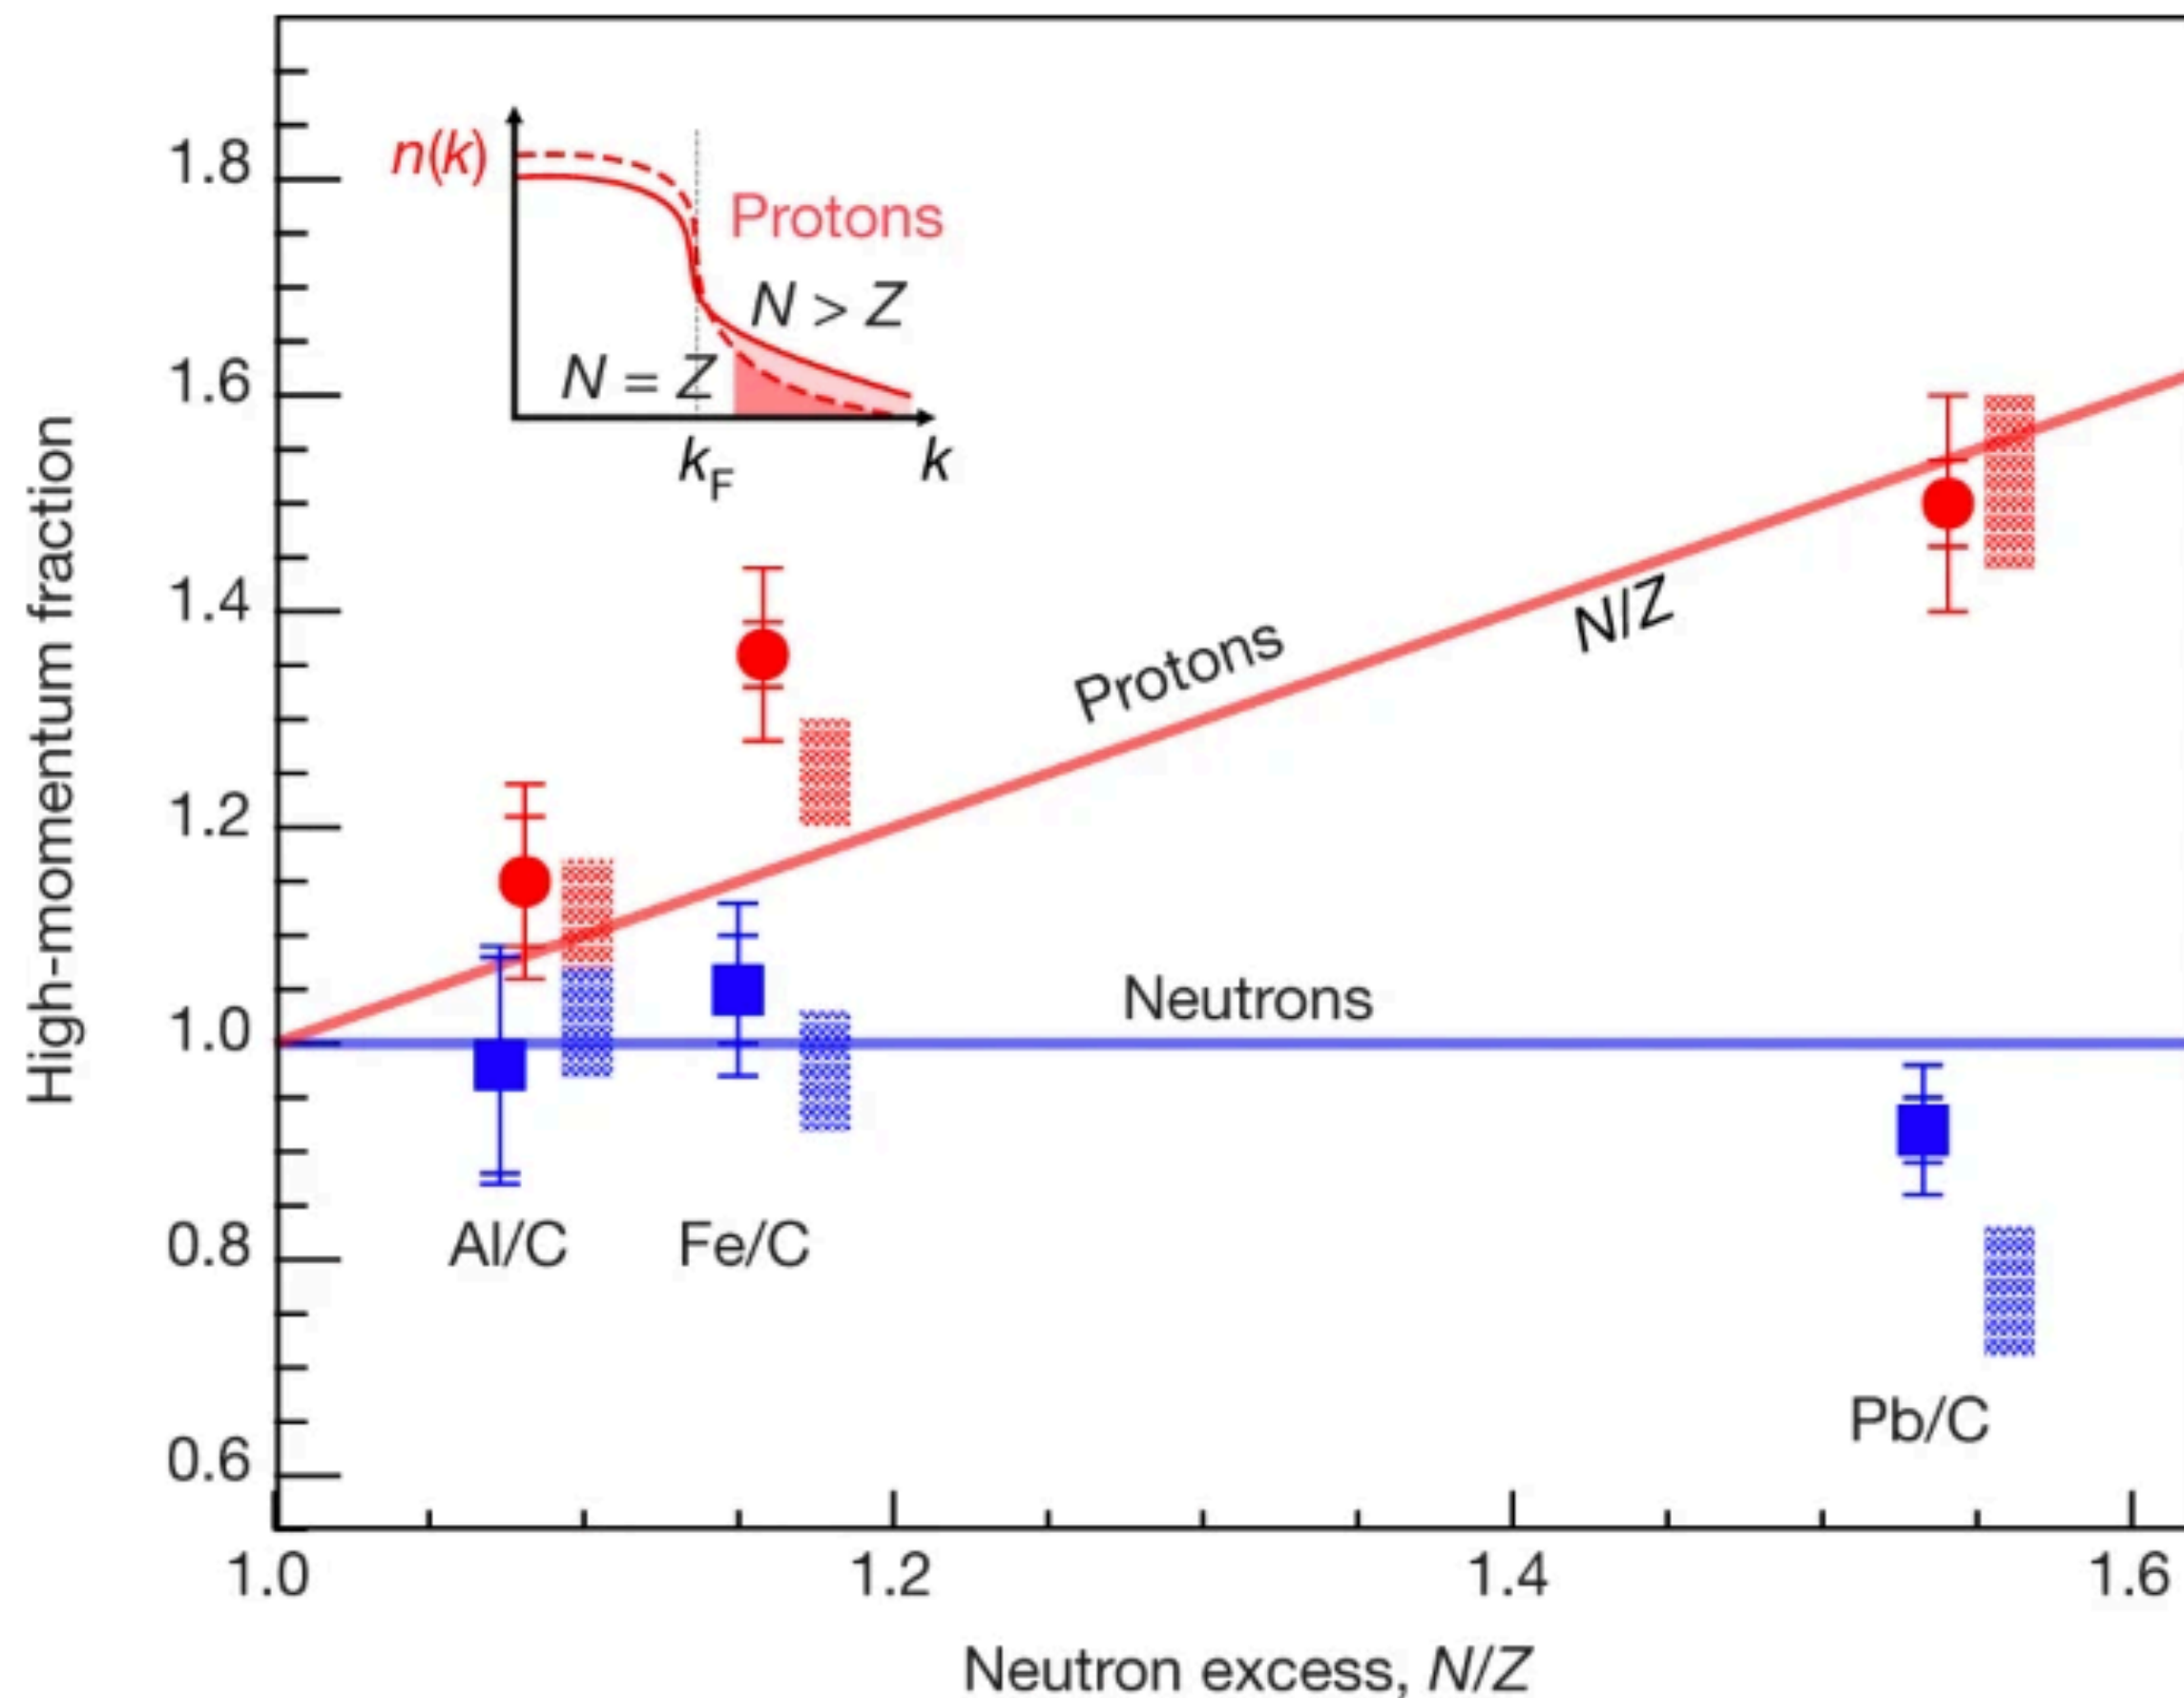 High-momentum fraction
1.8
1.6
1.4
1.2
1.0
0.8
0.6
n(k)
Protons
N > Z
N = Z
kF
k
Protons
N/Z
Neutrons
Al/C
Fe/C
Pb/C
1.0
1.2
1.4
1.6
Neutron excess, N/Z